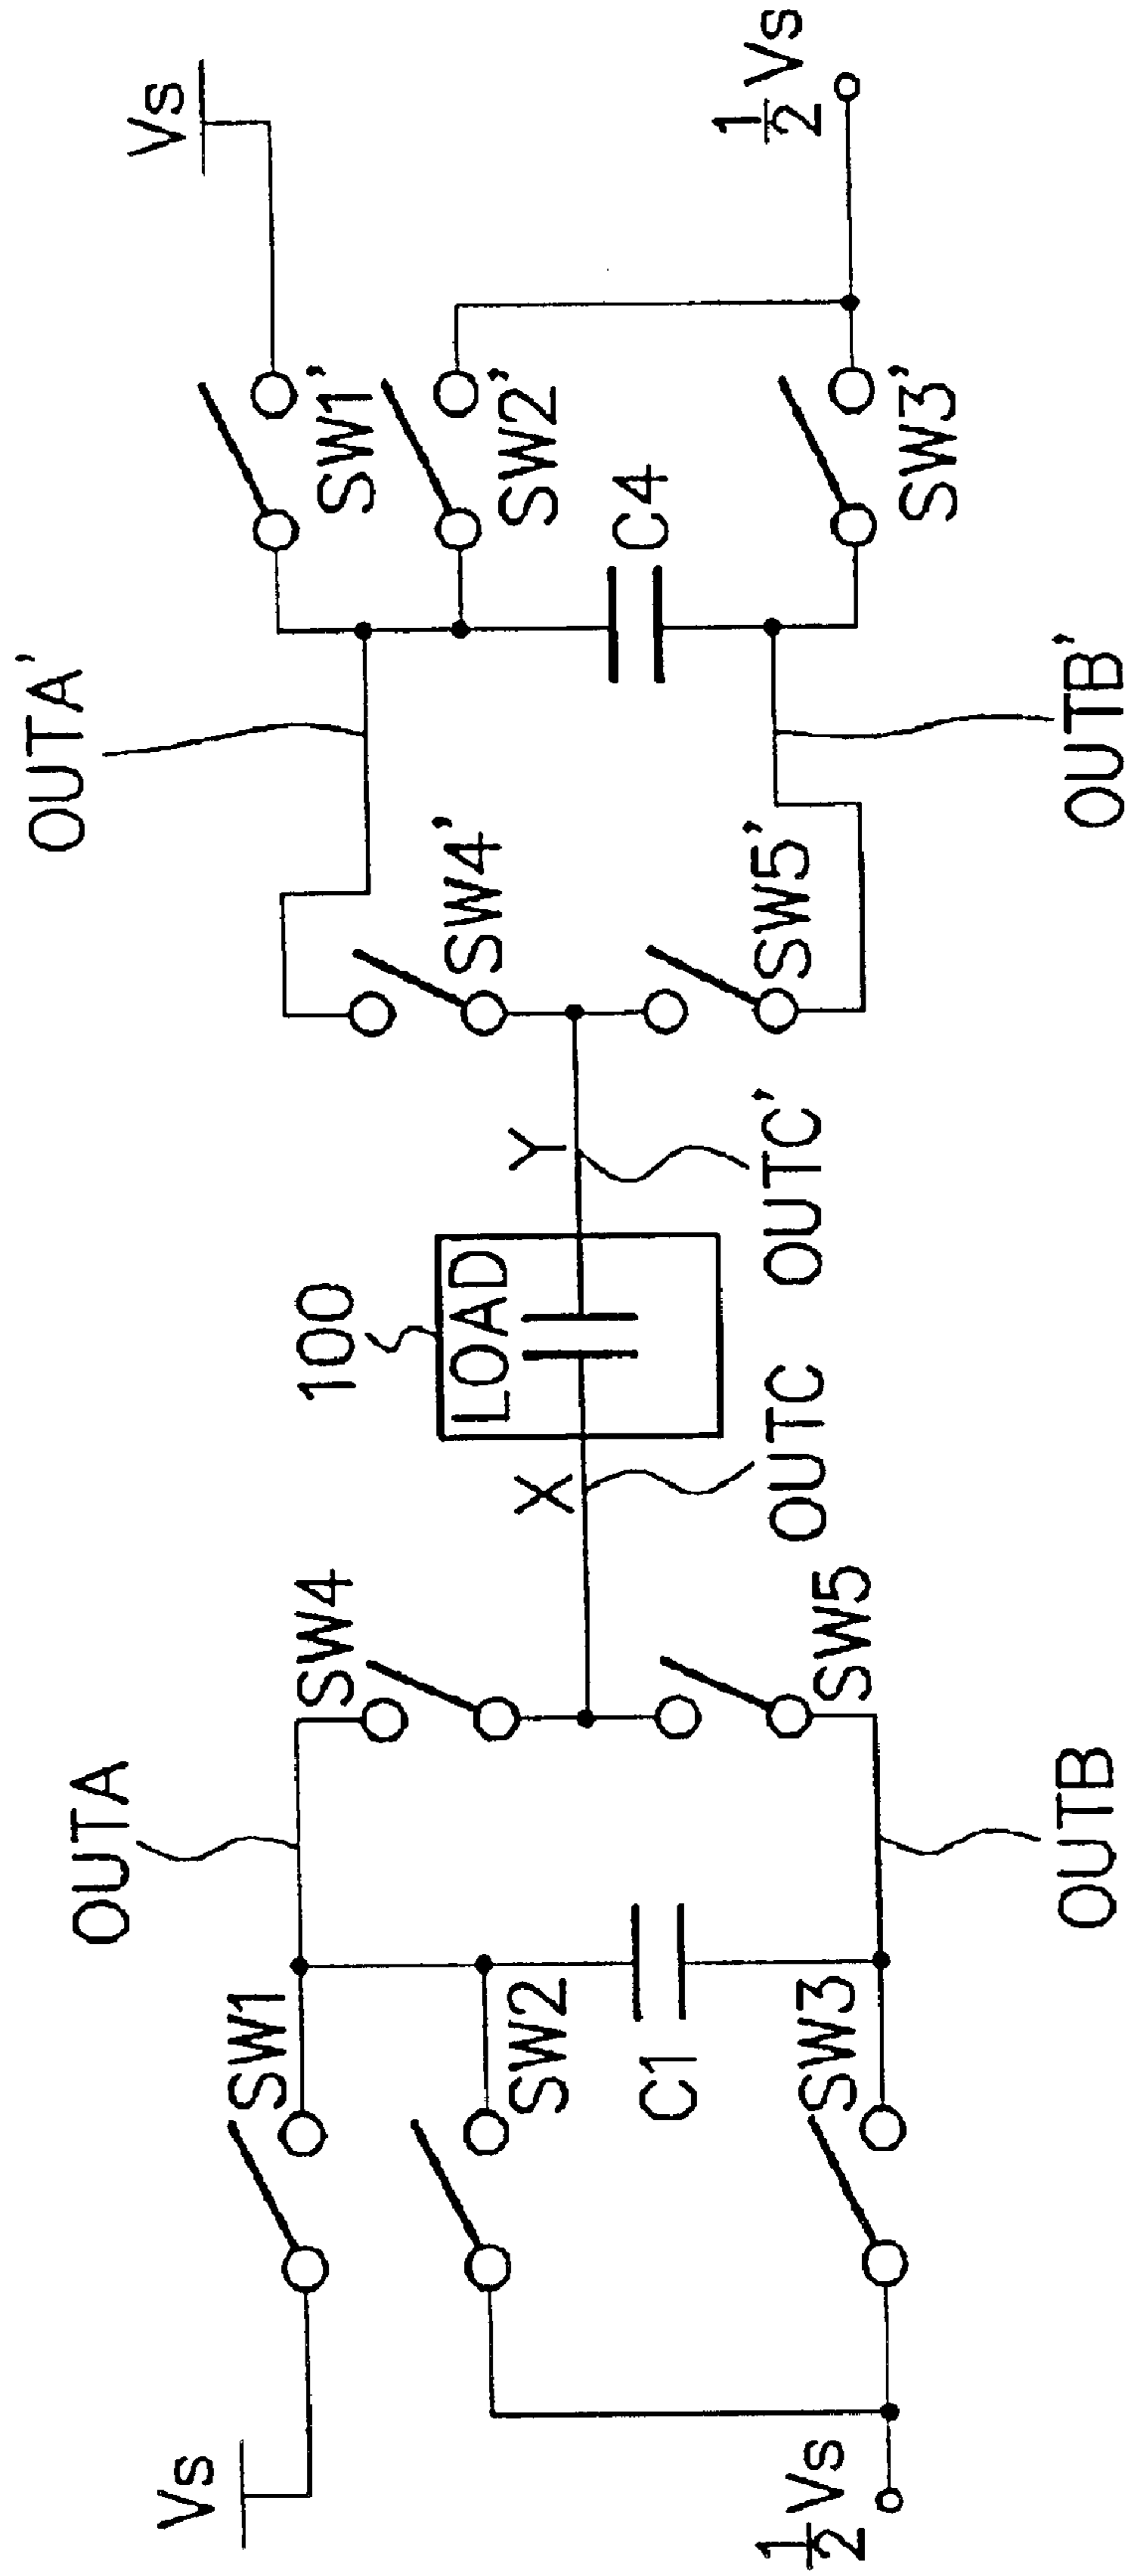 Vs
SW1
SW2
C1
SW3
1/2 Vs
OUTA
OUTB
SW4
SW5
X
OUTC
100
LOAD
Y
OUTC'
SW4'
SW5'
OUTA'
OUTB'
Vs
SW1'
SW2'
C4
SW3'
1/2 Vs